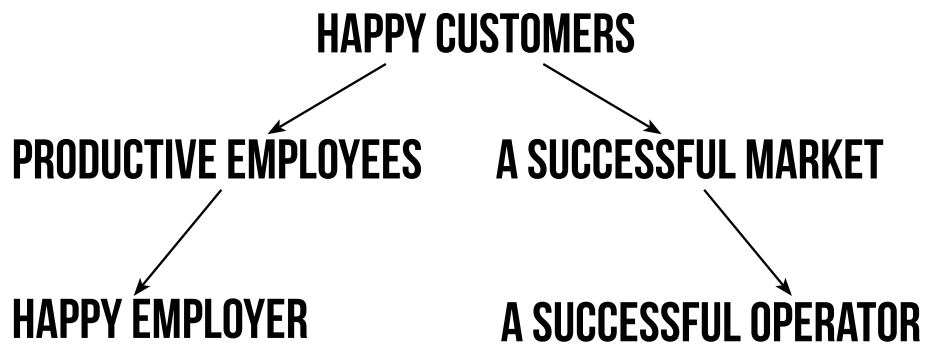 HAPPY CUSTOMERS
PRODUCTIVE EMPLOYEES
A SUCCESSFUL MARKET
HAPPY EMPLOYER
A SUCCESSFUL OPERATOR